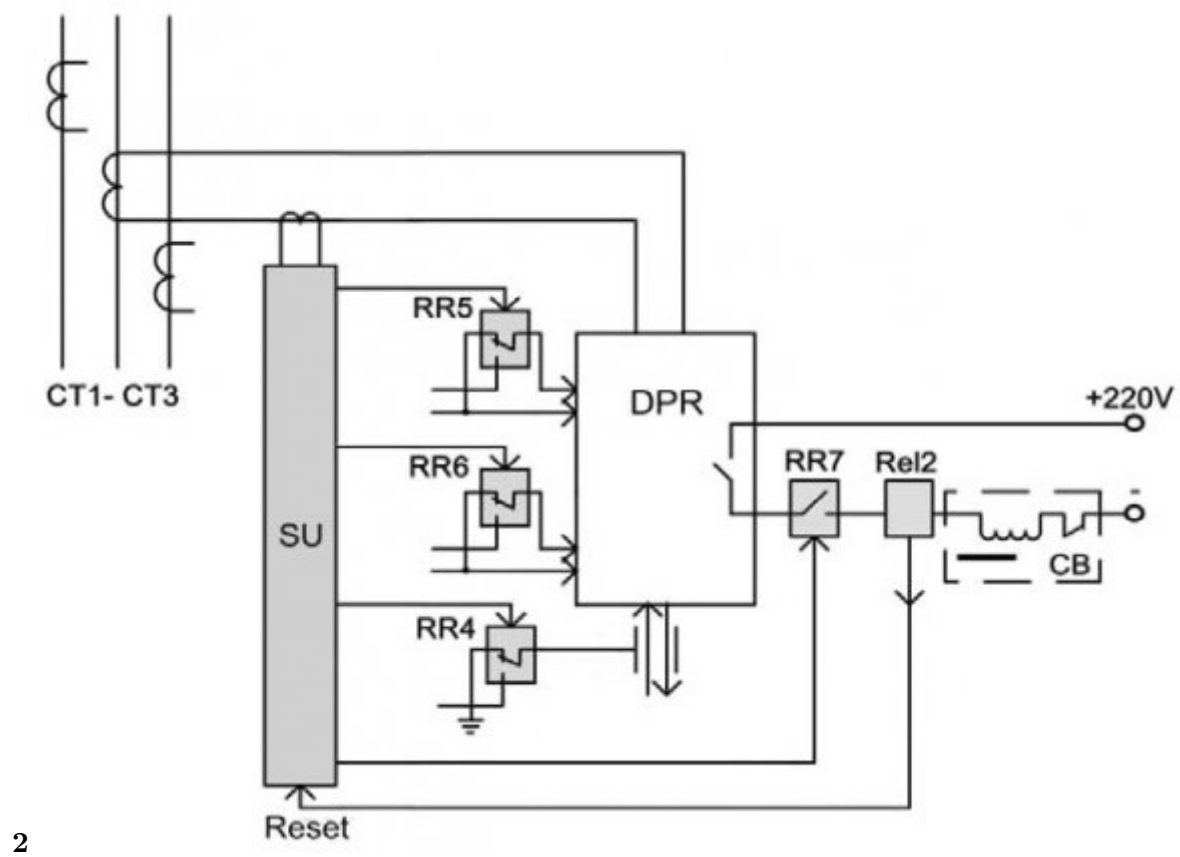 RR5
CT1- CT3
DPR
+220V
RR6
RR7
Rel2
-
SU
CB
RR4
Reset
2